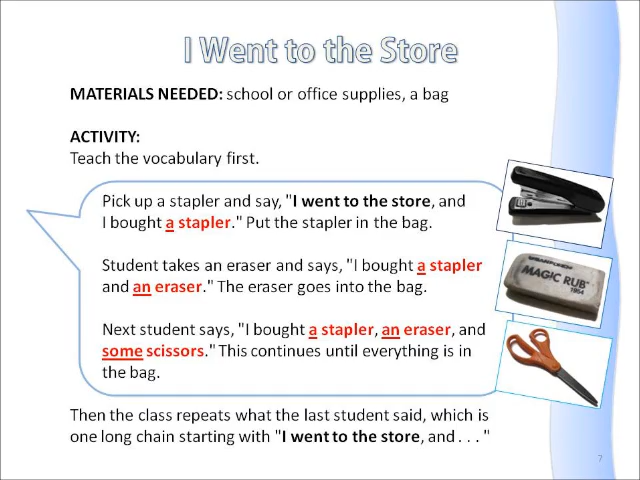 I Went to the Store
MATERIALS NEEDED: school or office supplies, a bag
ACTIVITY:
Teach the vocabulary first.
Pick up a stapler and say, "I went to the store, and
I bought a stapler." Put the stapler in the bag.
Student takes an eraser and says, "I bought a stapler
and an eraser." The eraser goes into the bag.
Next student says, "I bought a stapler, an eraser, and
some scissors." This continues until everything is in
the bag.
Then the class repeats what the last student said, which is
one long chain starting with "I went to the store, and . . . "
MAGIC RUB
1954
7